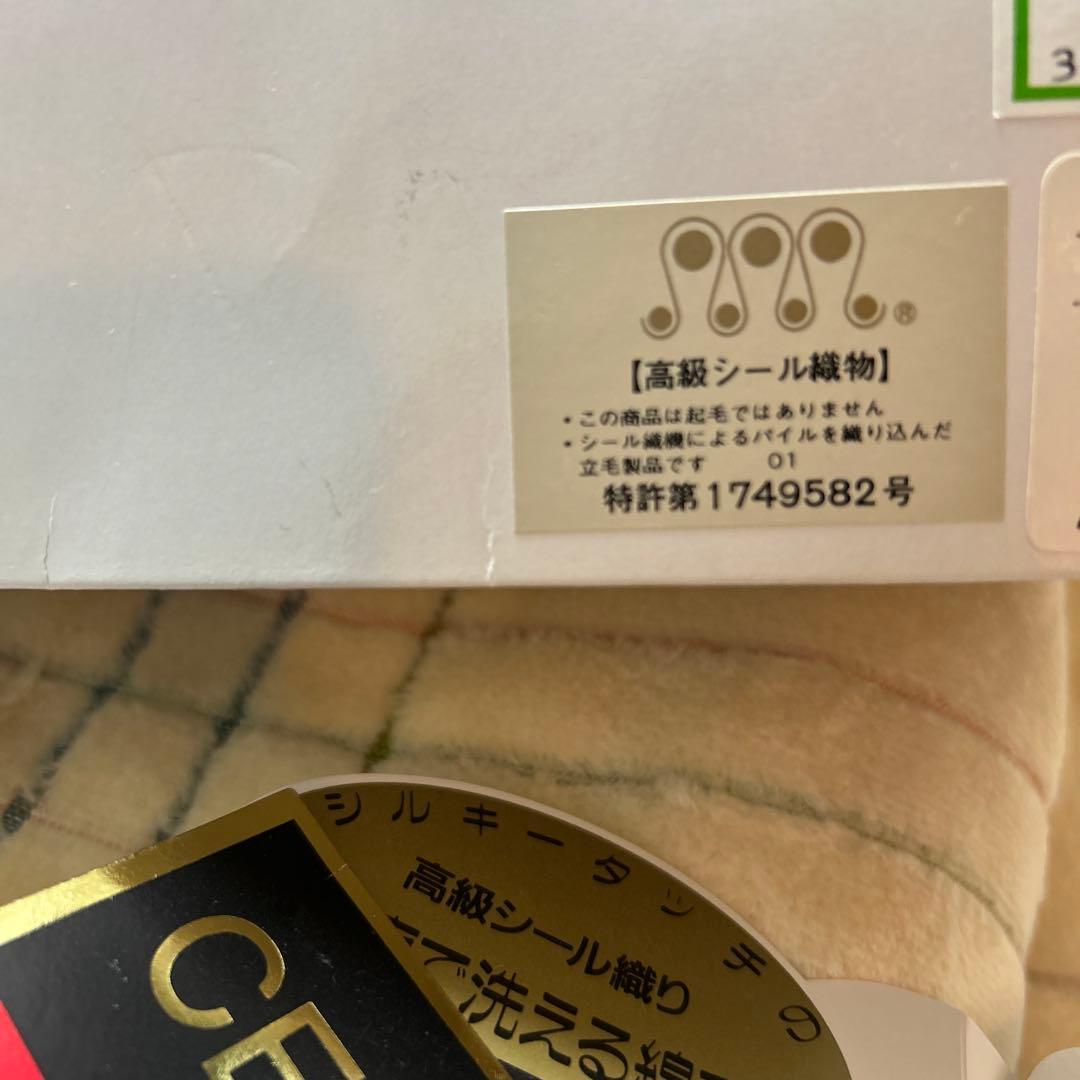 3
®
【高級シール織物】
・この商品は起毛ではありません
・シール織機によるパイルを織り込んだ
立毛製品です 01
特許第1749582号
シルキータッチの
高級シール織り
で洗える綿
CE